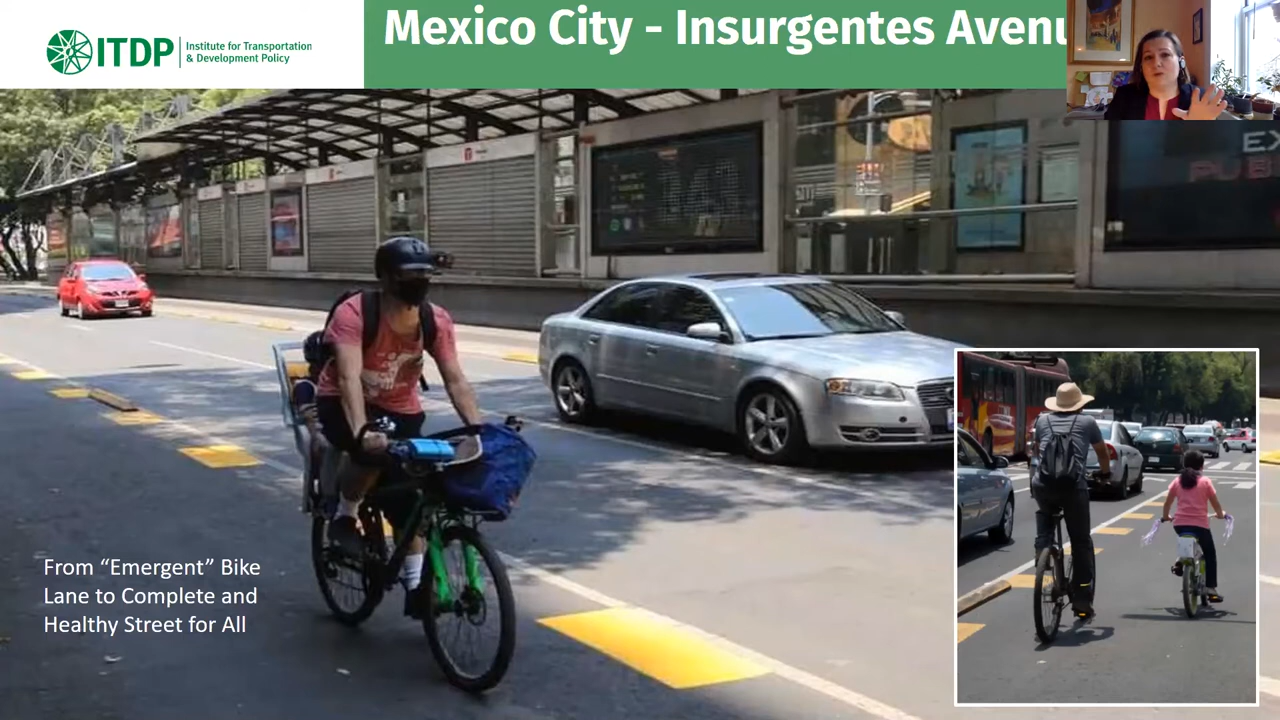 ITDP
Institute for Transportation
& Development Policy
Mexico City - Insurgentes
From “Emergent” Bike
Lane to Complete and
Healthy Street for All